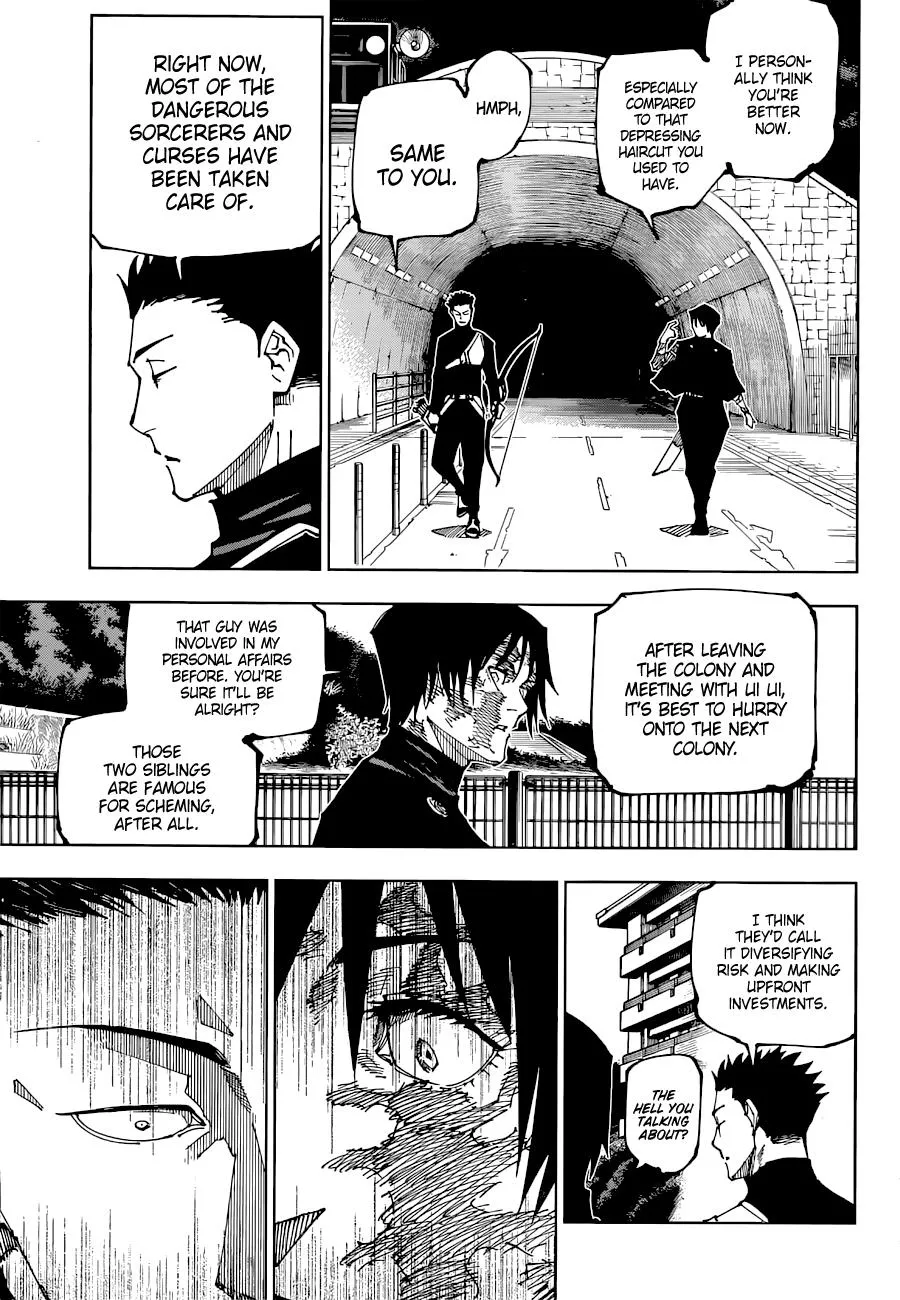 I PERSON-
ALLY THINK
YOU'RE
BETTER
NOW.
ESPECIALLY
COMPARED
TO THAT
DEPRESSING
HAIRCUT YOU
USED TO
HAVE.
HMPH,
SAME
TO YOU.
RIGHT NOW,
MOST OF THE
DANGEROUS
SORCERERS AND
CURSES HAVE
BEEN TAKEN
CARE OF.
AFTER LEAVING
THE COLONY AND
MEETING WITH UI UI,
IT'S BEST TO HURRY
ONTO THE NEXT
COLONY.
THAT GUY WAS
INVOLVED IN MY
PERSONAL AFFAIRS
BEFORE. YOU'RE
SURE IT'LL BE
ALRIGHT?
THOSE
TWO SIBLINGS
ARE FAMOUS
FOR SCHEMING,
AFTER ALL.
I THINK
THEY'D CALL
IT DIVERSIFYING
RISK AND MAKING
UPFRONT
INVESTMENTS.
THE
HELL YOU
TALKING
ABOUT?